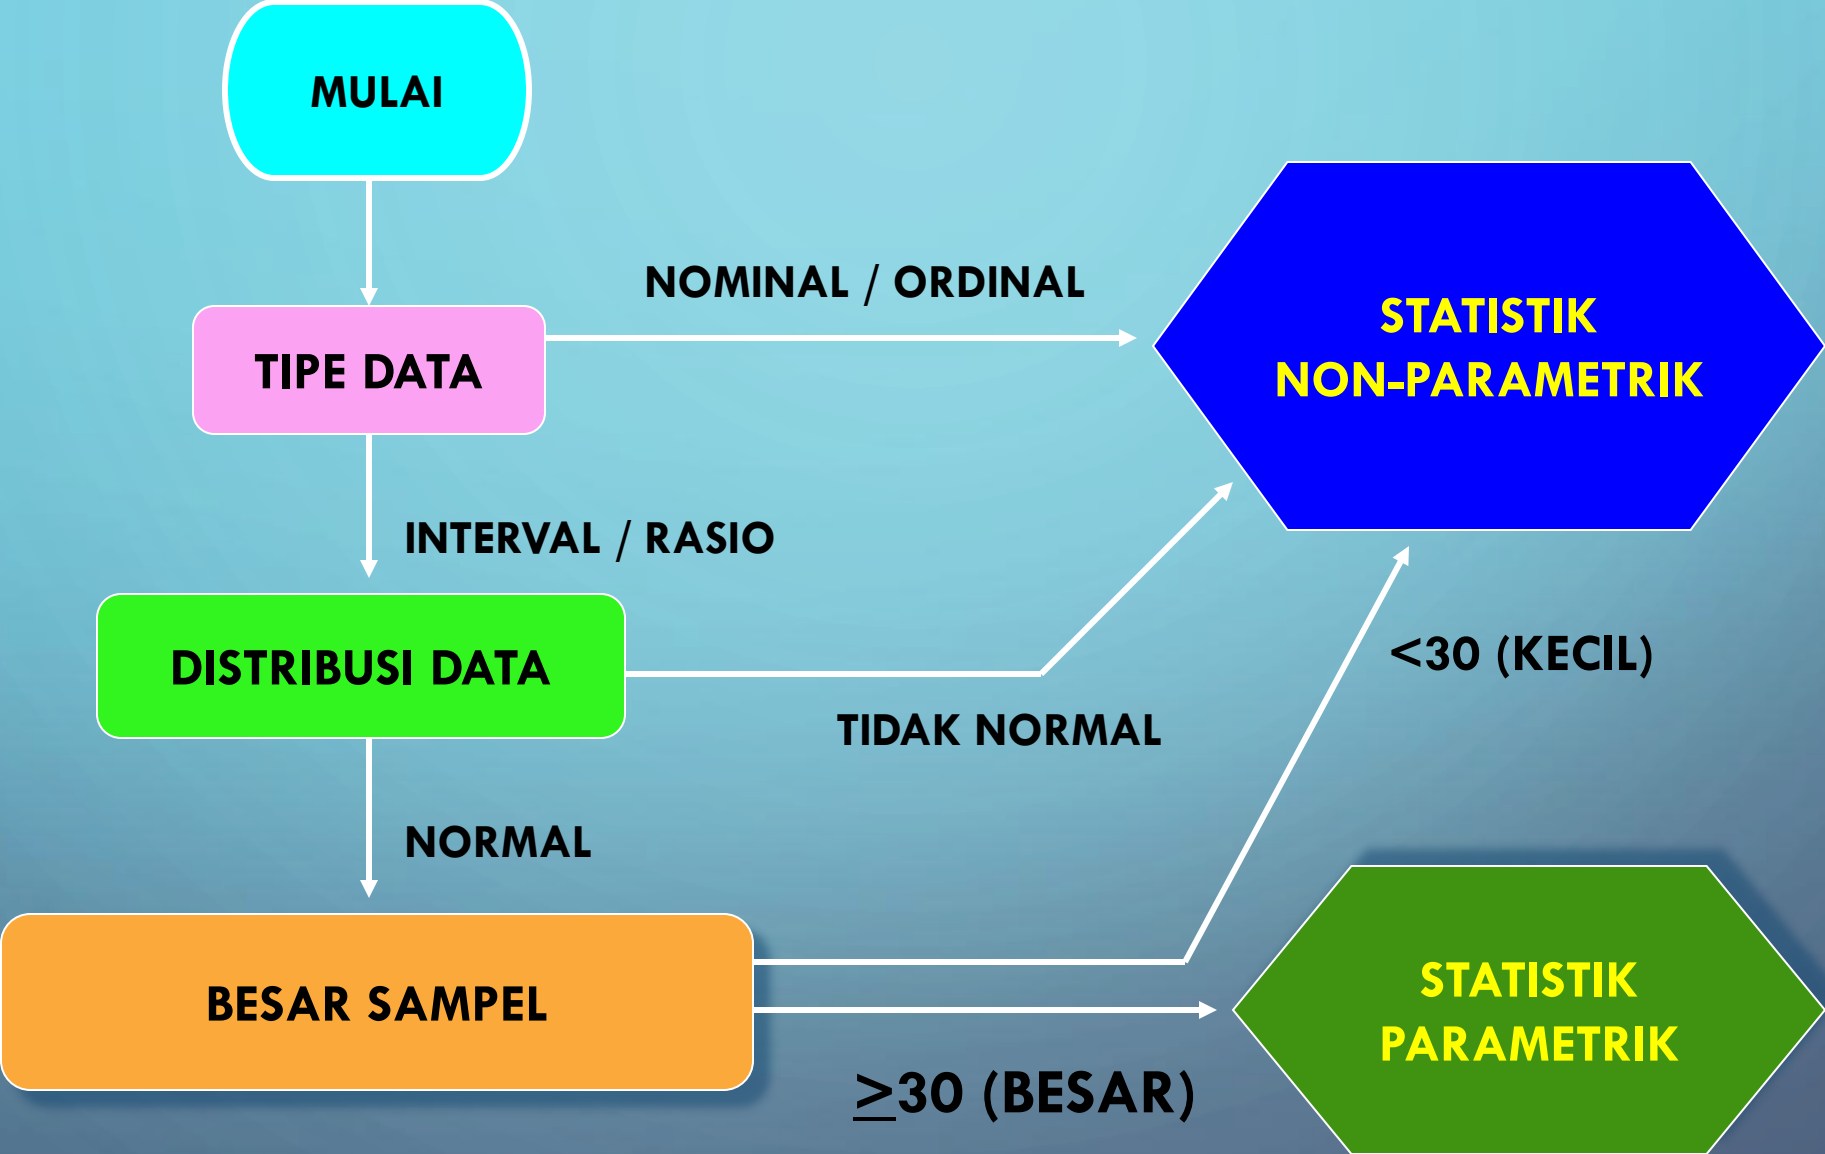 MULAI
NOMINAL / ORDINAL
STATISTIK
NON-PARAMETRIK
TIPE DATA
INTERVAL / RASIO
DISTRIBUSI DATA
<30 (KECIL)
TIDAK NORMAL
NORMAL
BESAR SAMPEL
STATISTIK
PARAMETRIK
≥30 (BESAR)